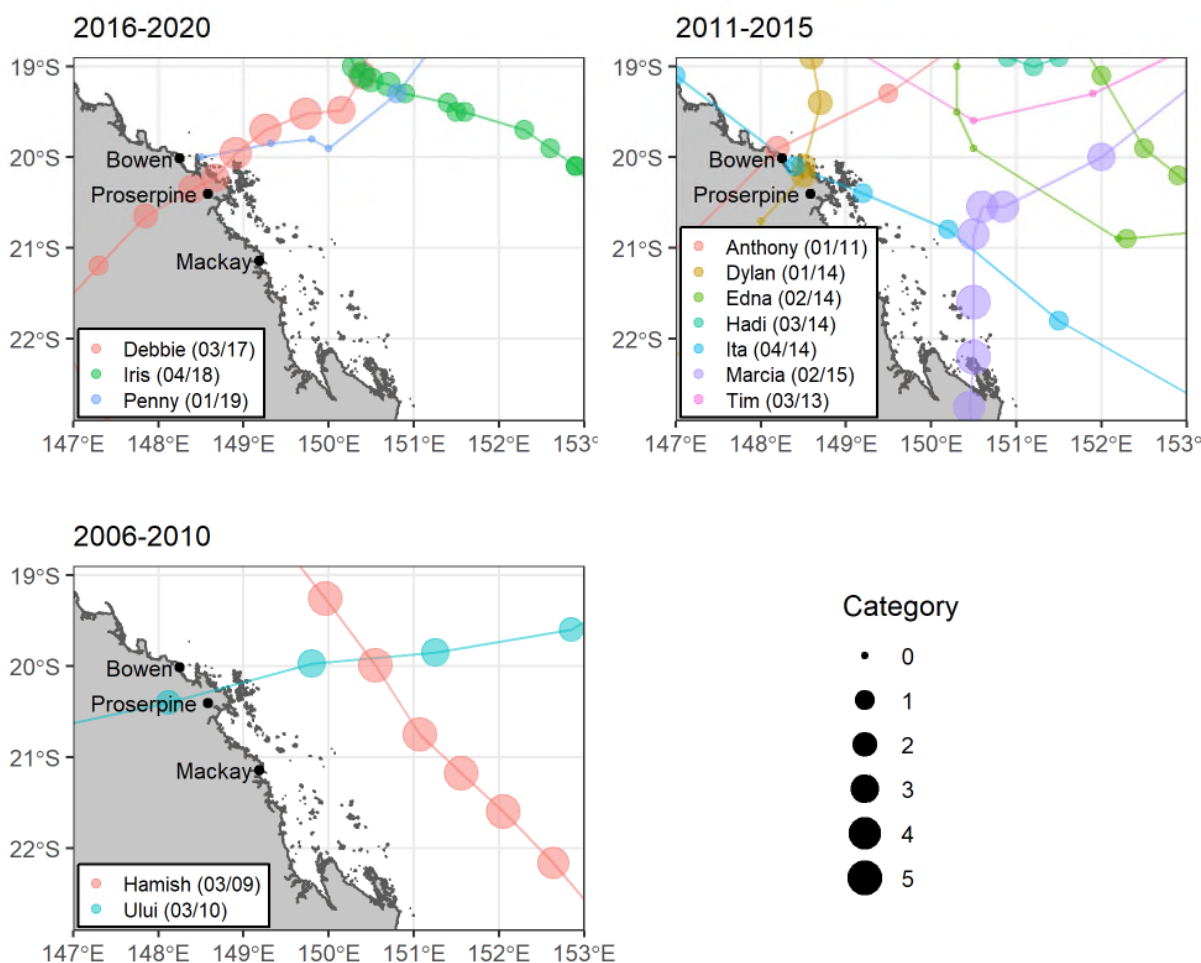 2016-2020
19°S
20°S
21°S
22°S
Bowen
Proserpine
Mackay
Debbie (03/17)
Iris (04/18)
Penny (01/19)
147°E 148°E 149°E 150°E 151°E 152°E 153°
2011-2015
19°S
20°S
21°S
22°S
Bowen
Proserpine
Anthony (01/11)
Dylan (01/14)
Edna (02/14)
Hadi (03/14)
Ita (04/14)
Marcia (02/15)
Tim (03/13)
147°E 148°E 149°E 150°E 151°E 152°E 153°
2006-2010
19°S
20°S
21°S
22°S
Bowen
Proserpine
Mackay
Hamish (03/09)
Ului (03/10)
147°E 148°E 149°E 150°E 151°E 152°E 153°E
Category
0
1
2
3
4
5